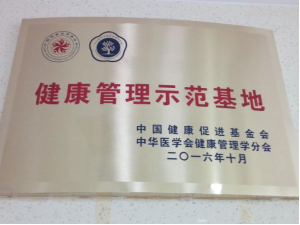 健康管理示范基地
中国健康促进基金会
中华医学会健康管理学分会
二〇一六年十月